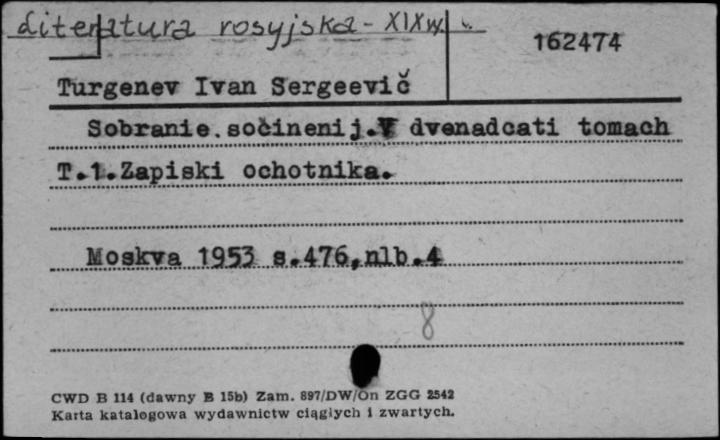 Literatura rosyjska - XIX w.
162474
Turgenev Ivan Sergeevič
Sobranie.sočinenij.V dvenadcati tomach
T.1.Zapiski ochotnika.
Moskva 1953 s.476,nlb.4
8
CWD B 114 (dawny B 15b) Zam. 897/DW/On ZGG 2542
Karta katalogowa wydawnictw ciągłych i zwartych.